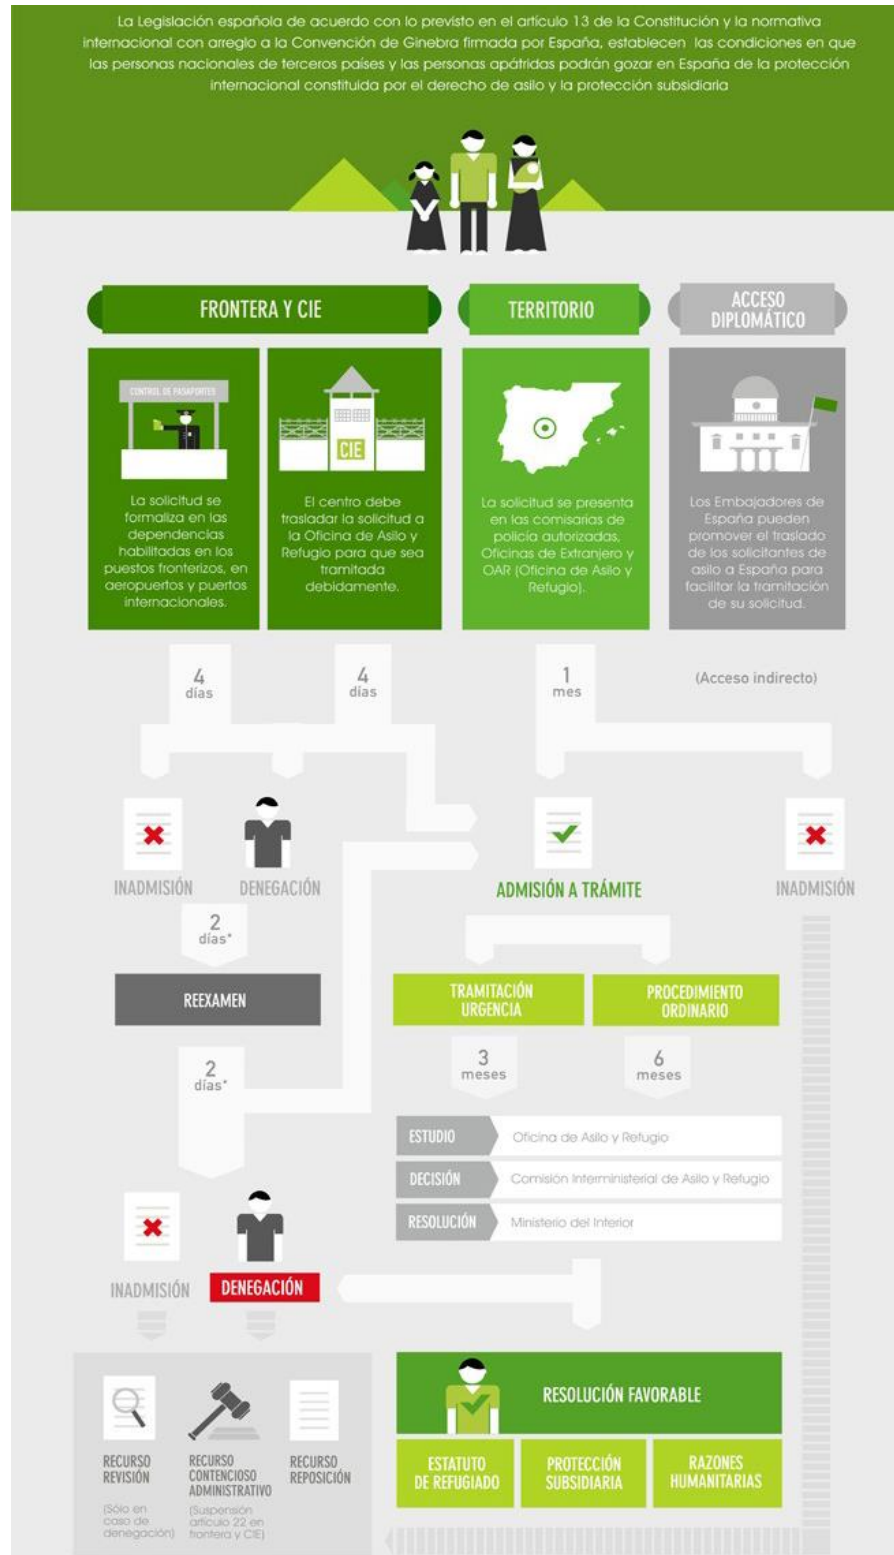 La Legislación española de acuerdo con lo previsto en el artículo 13 de la Constitución y la normativa
internacional con arreglo a la Convención de Ginebra firmada por España, establecen las condiciones en que
las personas nacionales de terceros países y las personas apátridas podrán gozar en España de la protección
internacional constituida por el derecho de asilo y la protección subsidiaria
FRONTERA Y CIE
TERRITORIO
ACCESO
DIPLOMÁTICO
CONTROL DE PASAPORTES
CIE
La solicitud se
formaliza en las
dependencias
habilitadas en los
puestos fronterizos, en
aeropuertos y puertos
internacionales.
El centro debe
trasladar la solicitud a
la Oficina de Asilo y
Refugio para que sea
tramitada
debidamente.
La solicitud se presenta
en las comisarias de
policía autorizadas,
Oficinas de Extranjero y
OAR (Oficina de Asilo y
Refugio).
Los Embajadores de
España pueden
promover el traslado
de los solicitantes de
asilo a España para
facilitar la tramitación
de su solicitud.
4
días
4
días
1
mes
(Acceso indirecto)
INADMISIÓN
DENEGACIÓN
ADMISIÓN A TRÁMITE
INADMISIÓN
2
días*
REEXAMEN
TRAMITACIÓN
URGENCIA
PROCEDIMIENTO
ORDINARIO
2
días*
3
meses
6
meses
ESTUDIO Oficina de Asilo y Refugio
DECISIÓN Comisión Interministerial de Asilo y Refugio
RESOLUCIÓN Ministerio del Interior
INADMISIÓN
DENEGACIÓN
RESOLUCIÓN FAVORABLE
RECURSO
REVISIÓN
(Sólo en
caso de
denegación)
RECURSO
CONTENCIOSO
ADMINISTRATIVO
(Suspensión
artículo 22 en
frontera y CIE)
RECURSO
REPOSICIÓN
ESTATUTO
DE REFUGIADO
PROTECCIÓN
SUBSIDIARIA
RAZONES
HUMANITARIAS